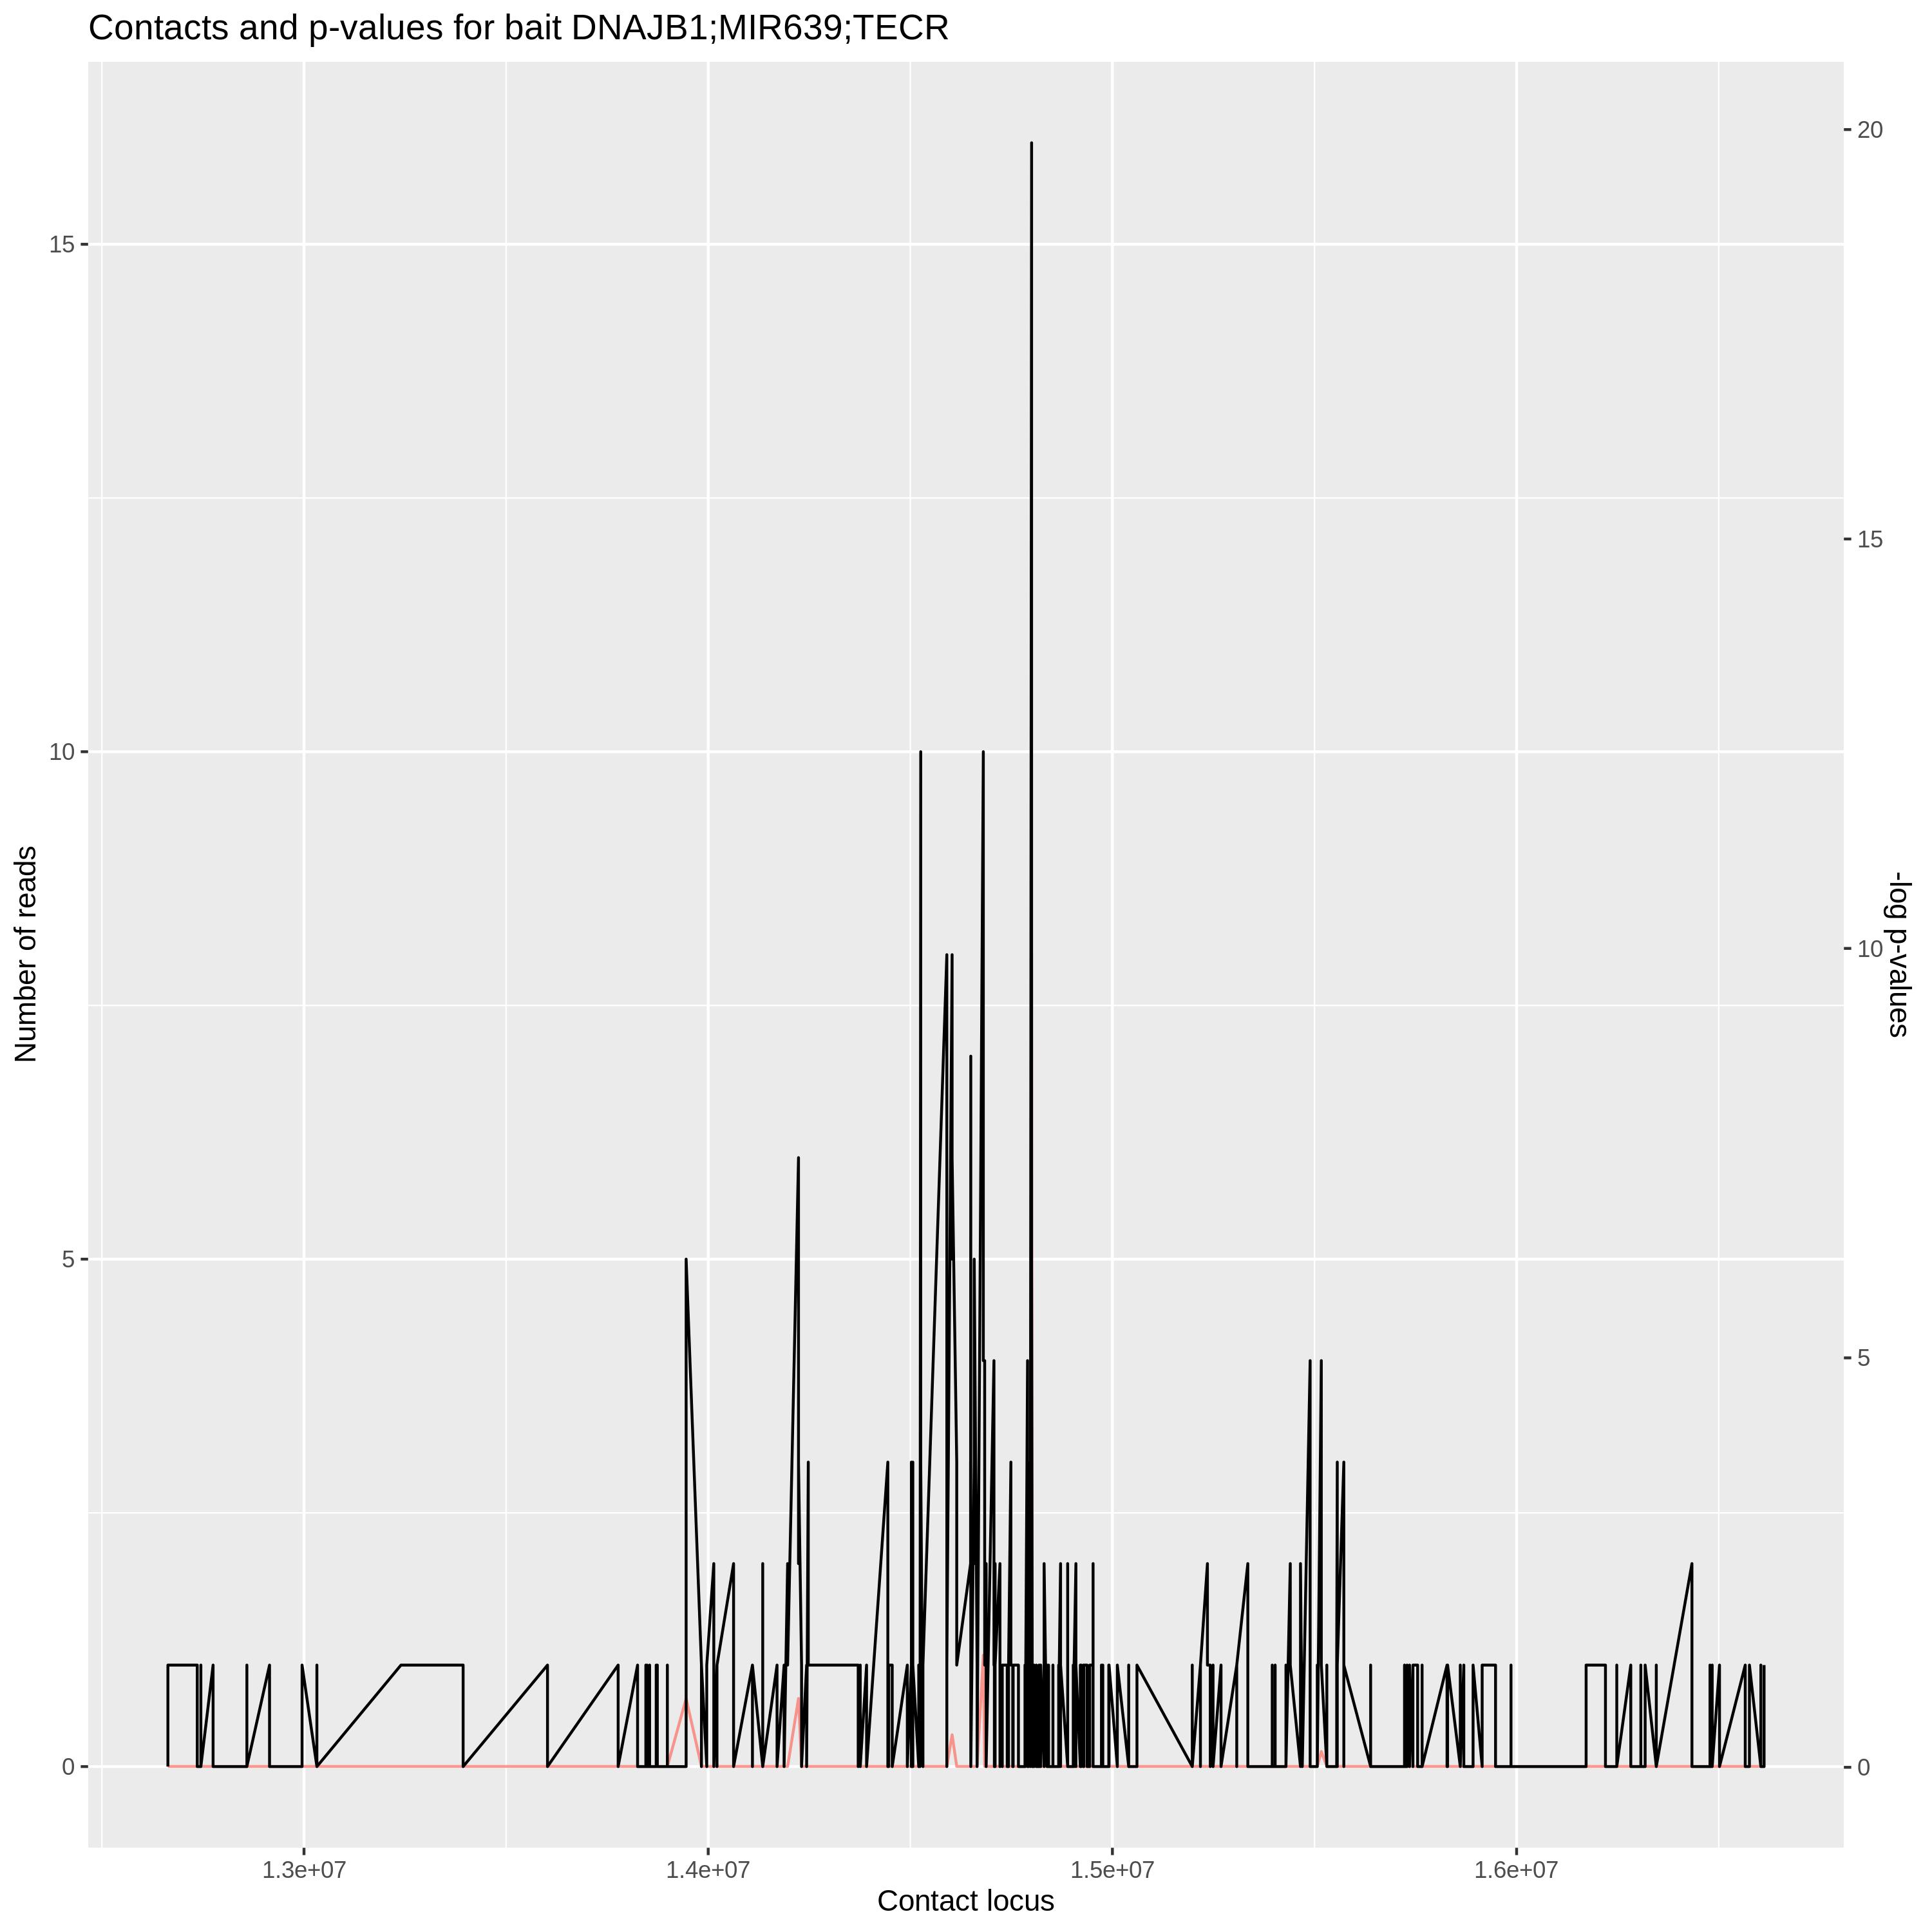 Contacts and p-values for bait DNAJB1;MIR639;TECR
20
15
15
10
10
5
5
0
0
Number of reads
-log p-values
1.3e+07
1.4e+07
1.5e+07
1.6e+07
Contact locus